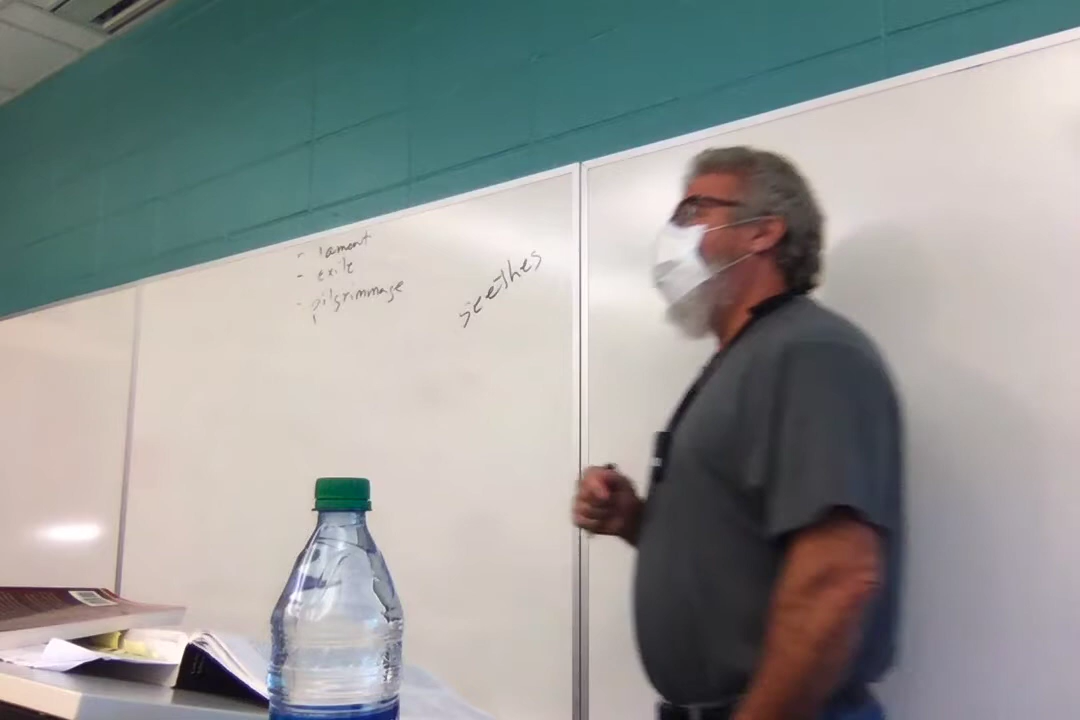 - lament
- exile
- pilgrimmage
seethes